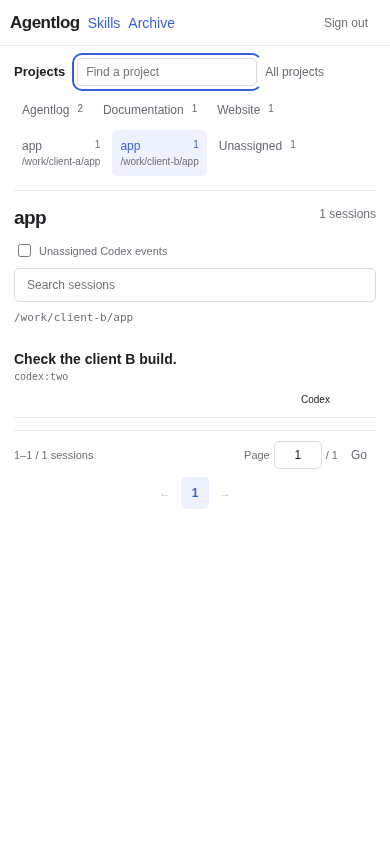 Agentlog Skills Archive Sign out
Projects Find a project All projects
Agentlog 2 Documentation 1 Website 1
app 1 app 1 Unassigned 1
/work/client-a/app /work/client-b/app
app 1 sessions
Unassigned Codex events
Search sessions
/work/client-b/app
Check the client B build.
codex:two
Codex
1–1 / 1 sessions Page 1 / 1 Go
← 1 →